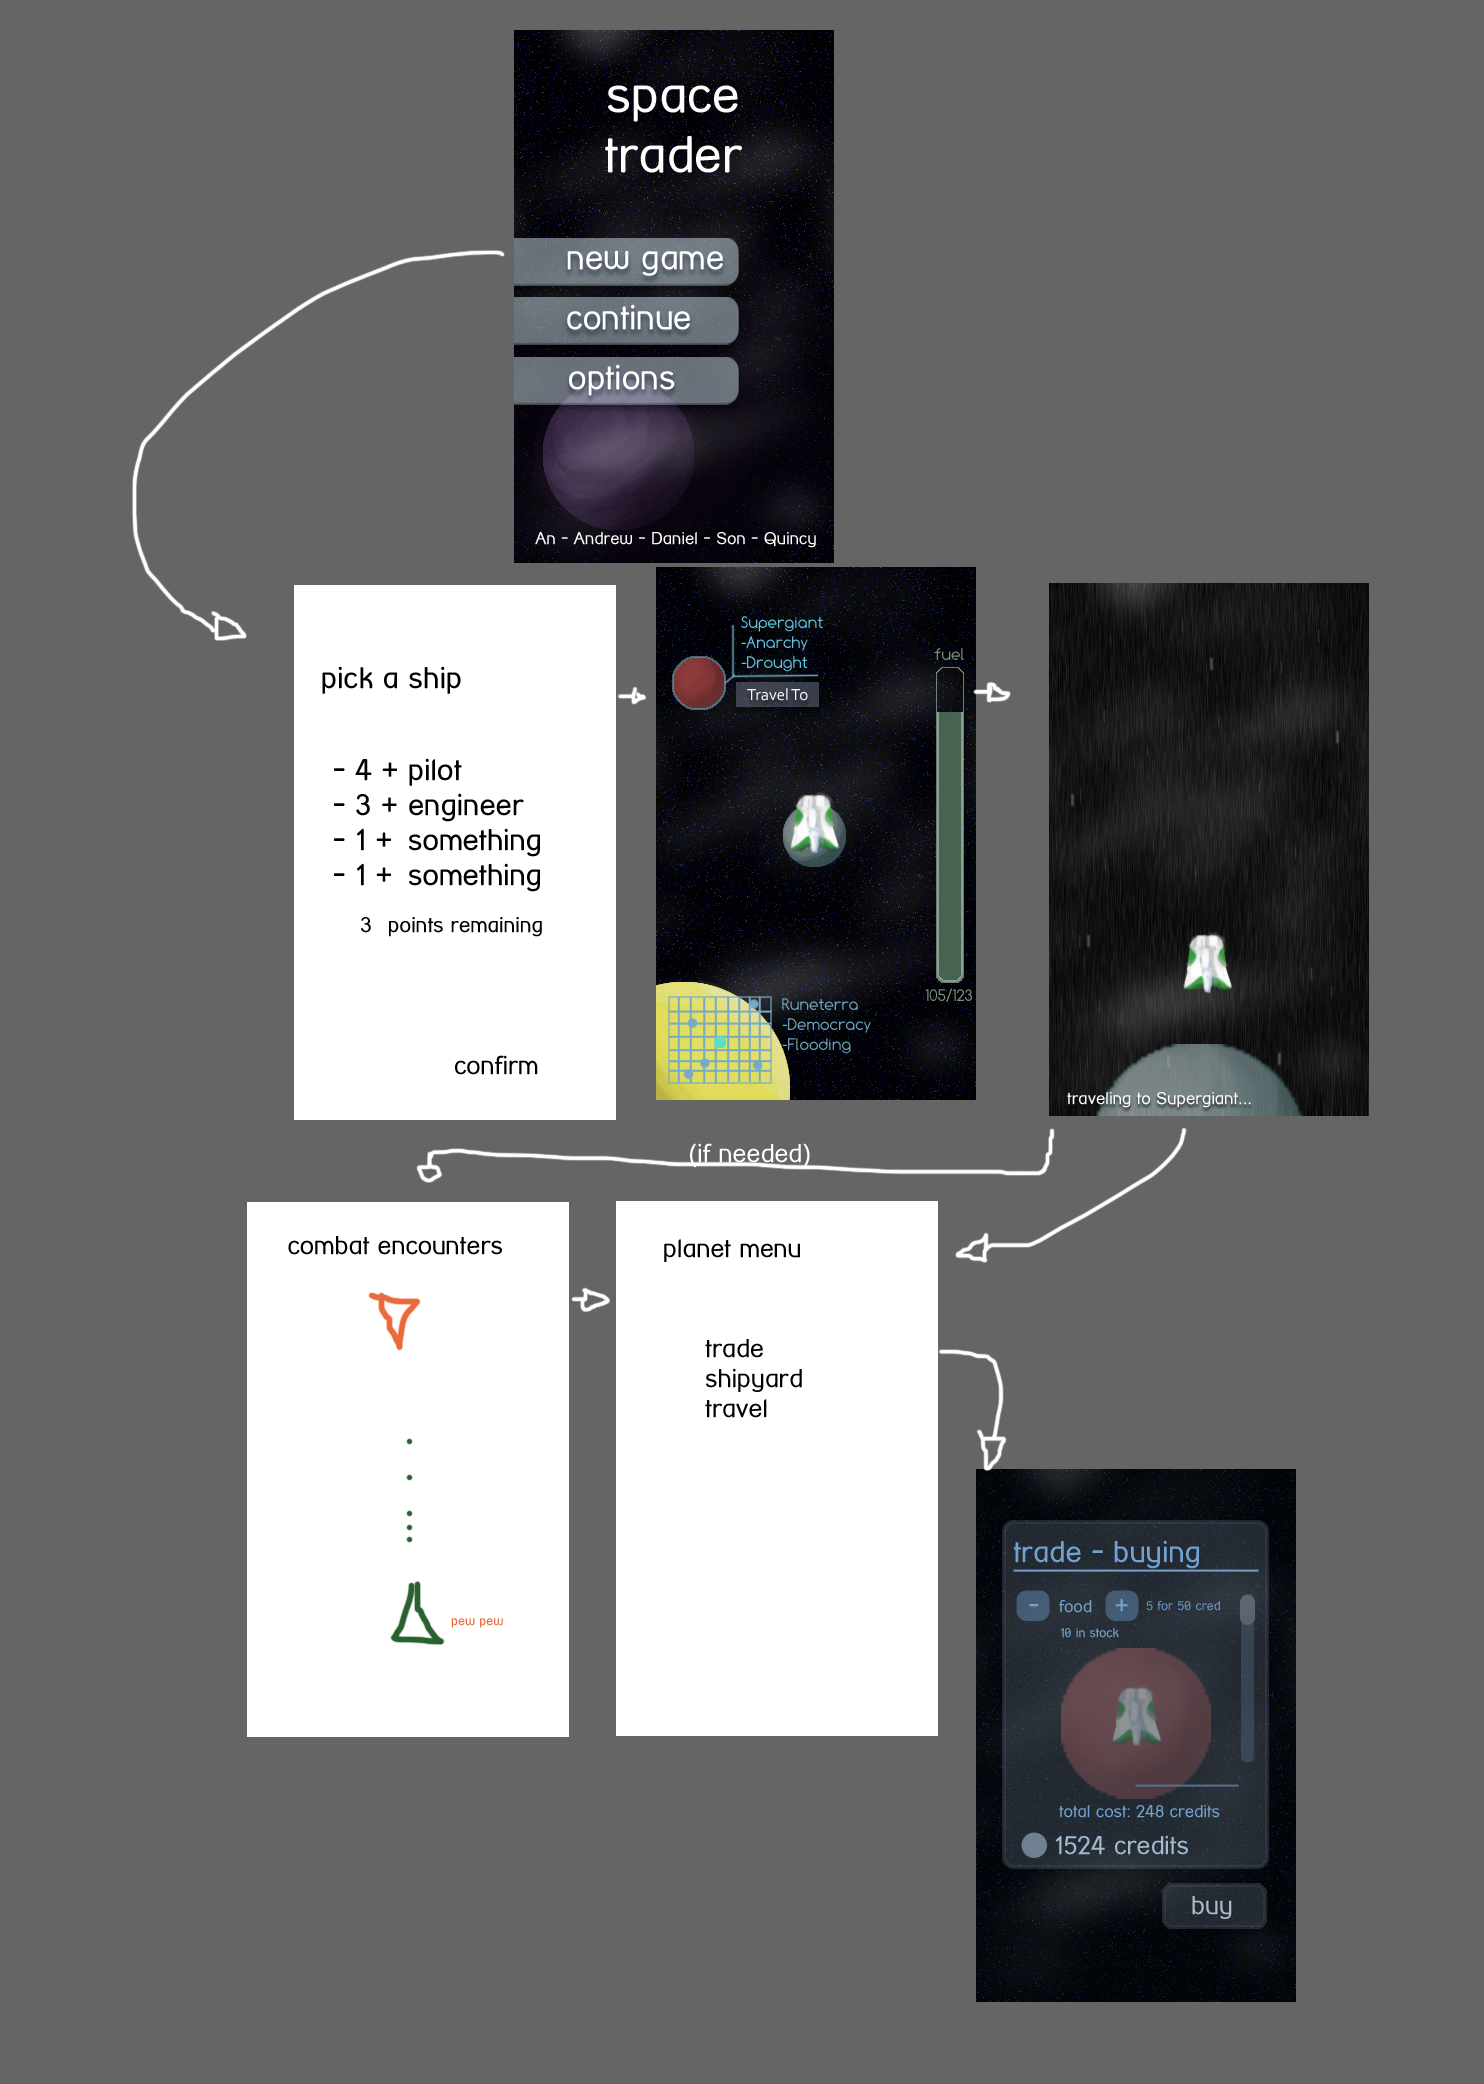 space
trader
new game
continue
options
An - Andrew - Daniel - Son - Quincy
pick a ship
- 4 + pilot
- 3 + engineer
- 1 + something
- 1 + something
3 points remaining
confirm
Supergiant
-Anarchy
-Drought
Travel To
fuel
105/123
Runeterra
-Democracy
-Flooding
traveling to Supergiant...
(if needed)
combat encounters
pew pew
planet menu
trade
shipyard
travel
trade - buying
- food + 5 for 50 cred
10 in stock
total cost: 248 credits
1524 credits
buy